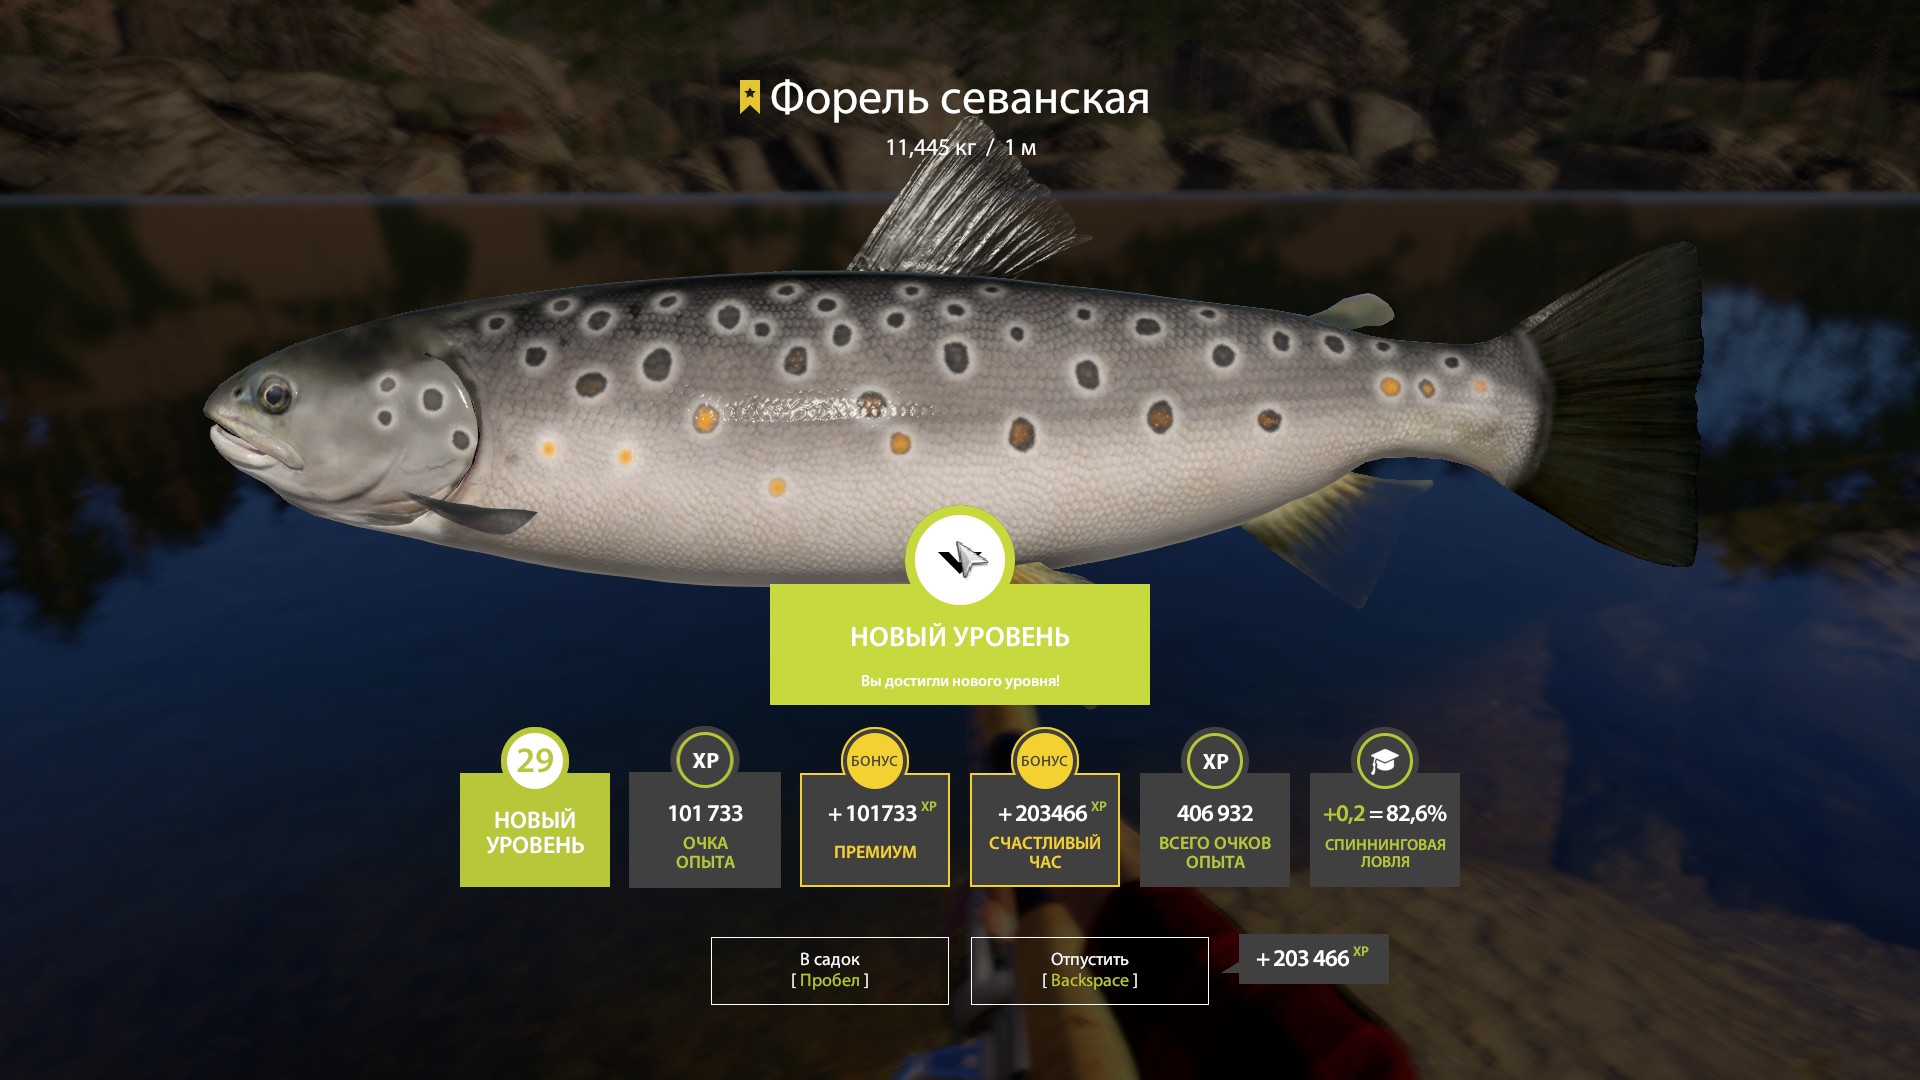 Форель севанская
11,445 кг / 1 м
НОВЫЙ УРОВЕНЬ
Вы достигли нового уровня!
29
НОВЫЙ
УРОВЕНЬ
XP
101 733
ОЧКА
ОПЫТА
БОНУС
+101733 XP
ПРЕМИУМ
БОНУС
+203466 XP
СЧАСТЛИВЫЙ
ЧАС
XP
406 932
ВСЕГО ОЧКОВ
ОПЫТА
+0,2 = 82,6%
СПИННИНГОВАЯ
ЛОВЛЯ
В садок
[ Пробел ]
Отпустить
[ Backspace ]
+203 466 XP